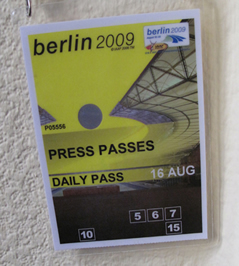 berlin 2009
berlin 2009
P05556
PRESS PASSES
DAILY PASS 16 AUG
5 6 7
10 15